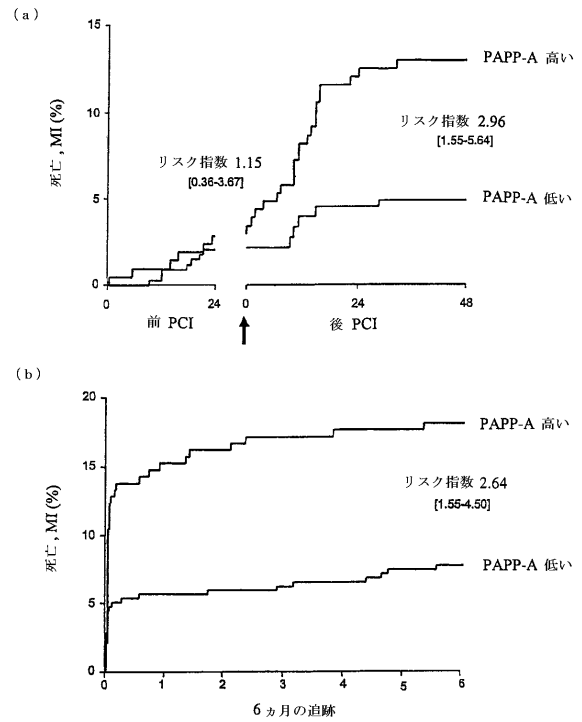 (a)
15
10
5
0
死亡, MI (%)
PAPP-A 高い
リスク指数 2.96
[1.55-5.64]
リスク指数 1.15
[0.36-3.67]
PAPP-A 低い
0 24 0 24 48
前 PCI 後 PCI
(b)
20
15
10
5
0
死亡, MI (%)
PAPP-A 高い
リスク指数 2.64
[1.55-4.50]
PAPP-A 低い
0 1 2 3 4 5 6
6ヵ月の追跡